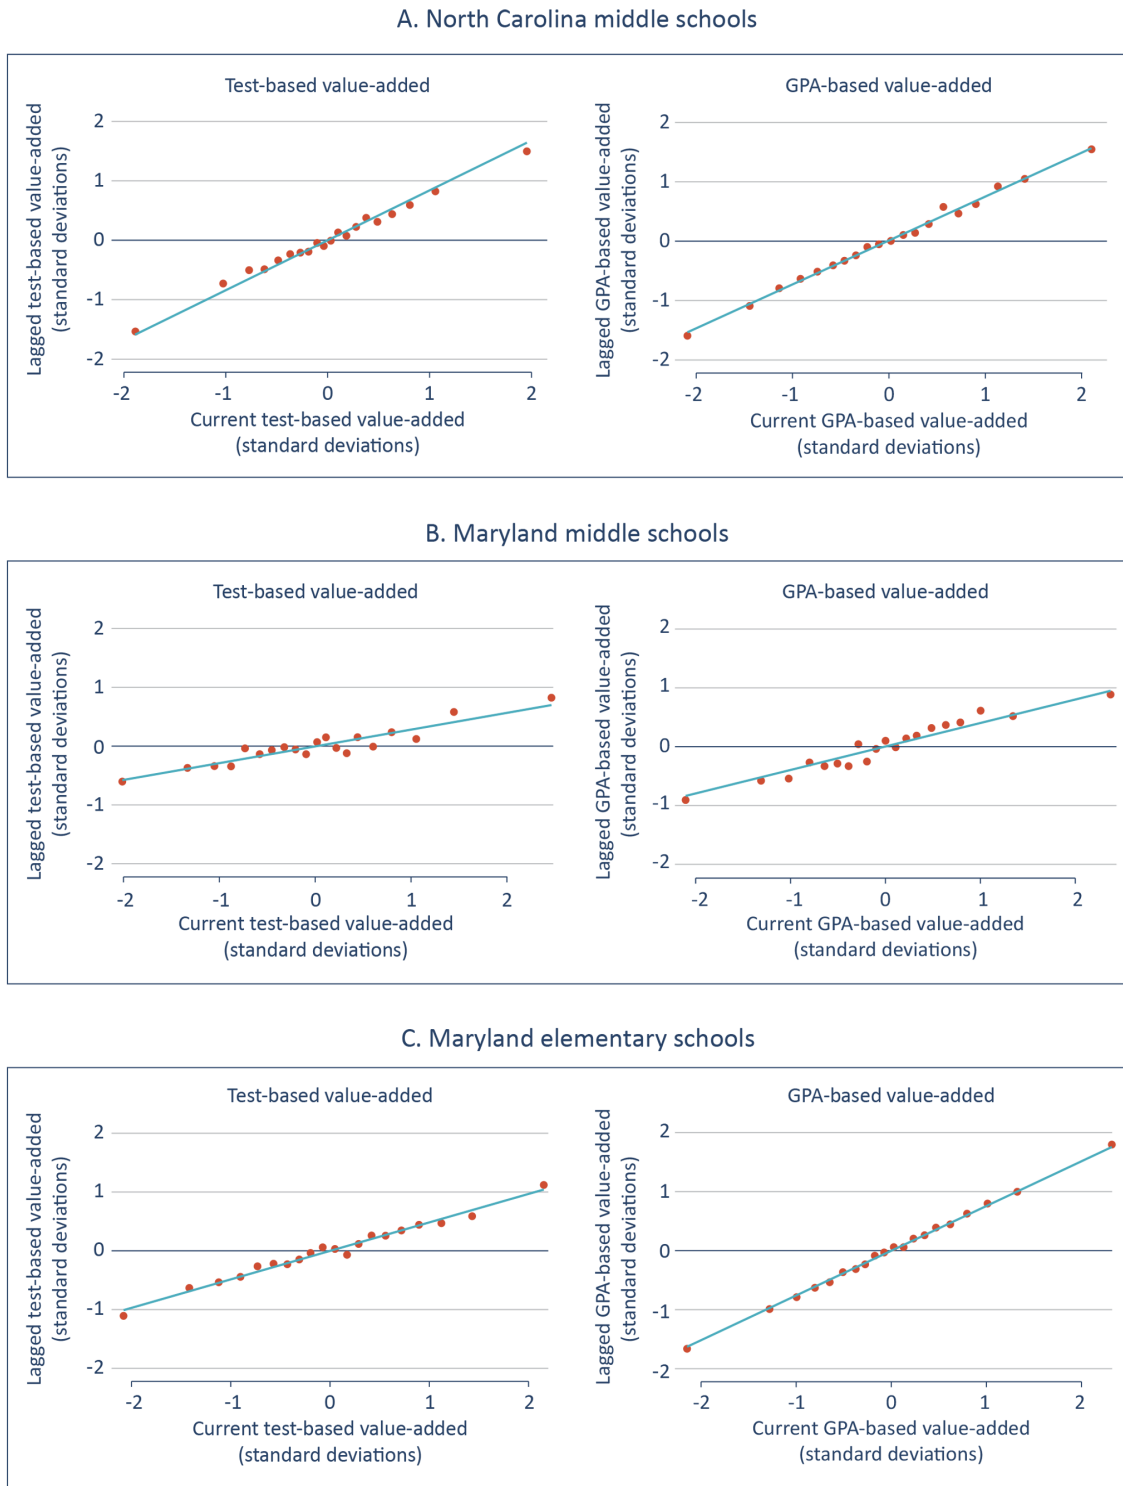 A. North Carolina middle schools
Test-based value-added
Lagged test-based value-added
(standard deviations)
2
1
0
-1
-2
-2 -1 0 1 2
Current test-based value-added
(standard deviations)
GPA-based value-added
Lagged GPA-based value-added
(standard deviations)
2
1
0
-1
-2
-2 -1 0 1 2
Current GPA-based value-added
(standard deviations)
B. Maryland middle schools
Test-based value-added
Lagged test-based value-added
(standard deviations)
2
1
0
-1
-2
-2 -1 0 1 2
Current test-based value-added
(standard deviations)
GPA-based value-added
Lagged GPA-based value-added
(standard deviations)
2
1
0
-1
-2
-2 -1 0 1 2
Current GPA-based value-added
(standard deviations)
C. Maryland elementary schools
Test-based value-added
Lagged test-based value-added
(standard deviations)
2
1
0
-1
-2
-2 -1 0 1 2
Current test-based value-added
(standard deviations)
GPA-based value-added
Lagged GPA-based value-added
(standard deviations)
2
1
0
-1
-2
-2 -1 0 1 2
Current GPA-based value-added
(standard deviations)